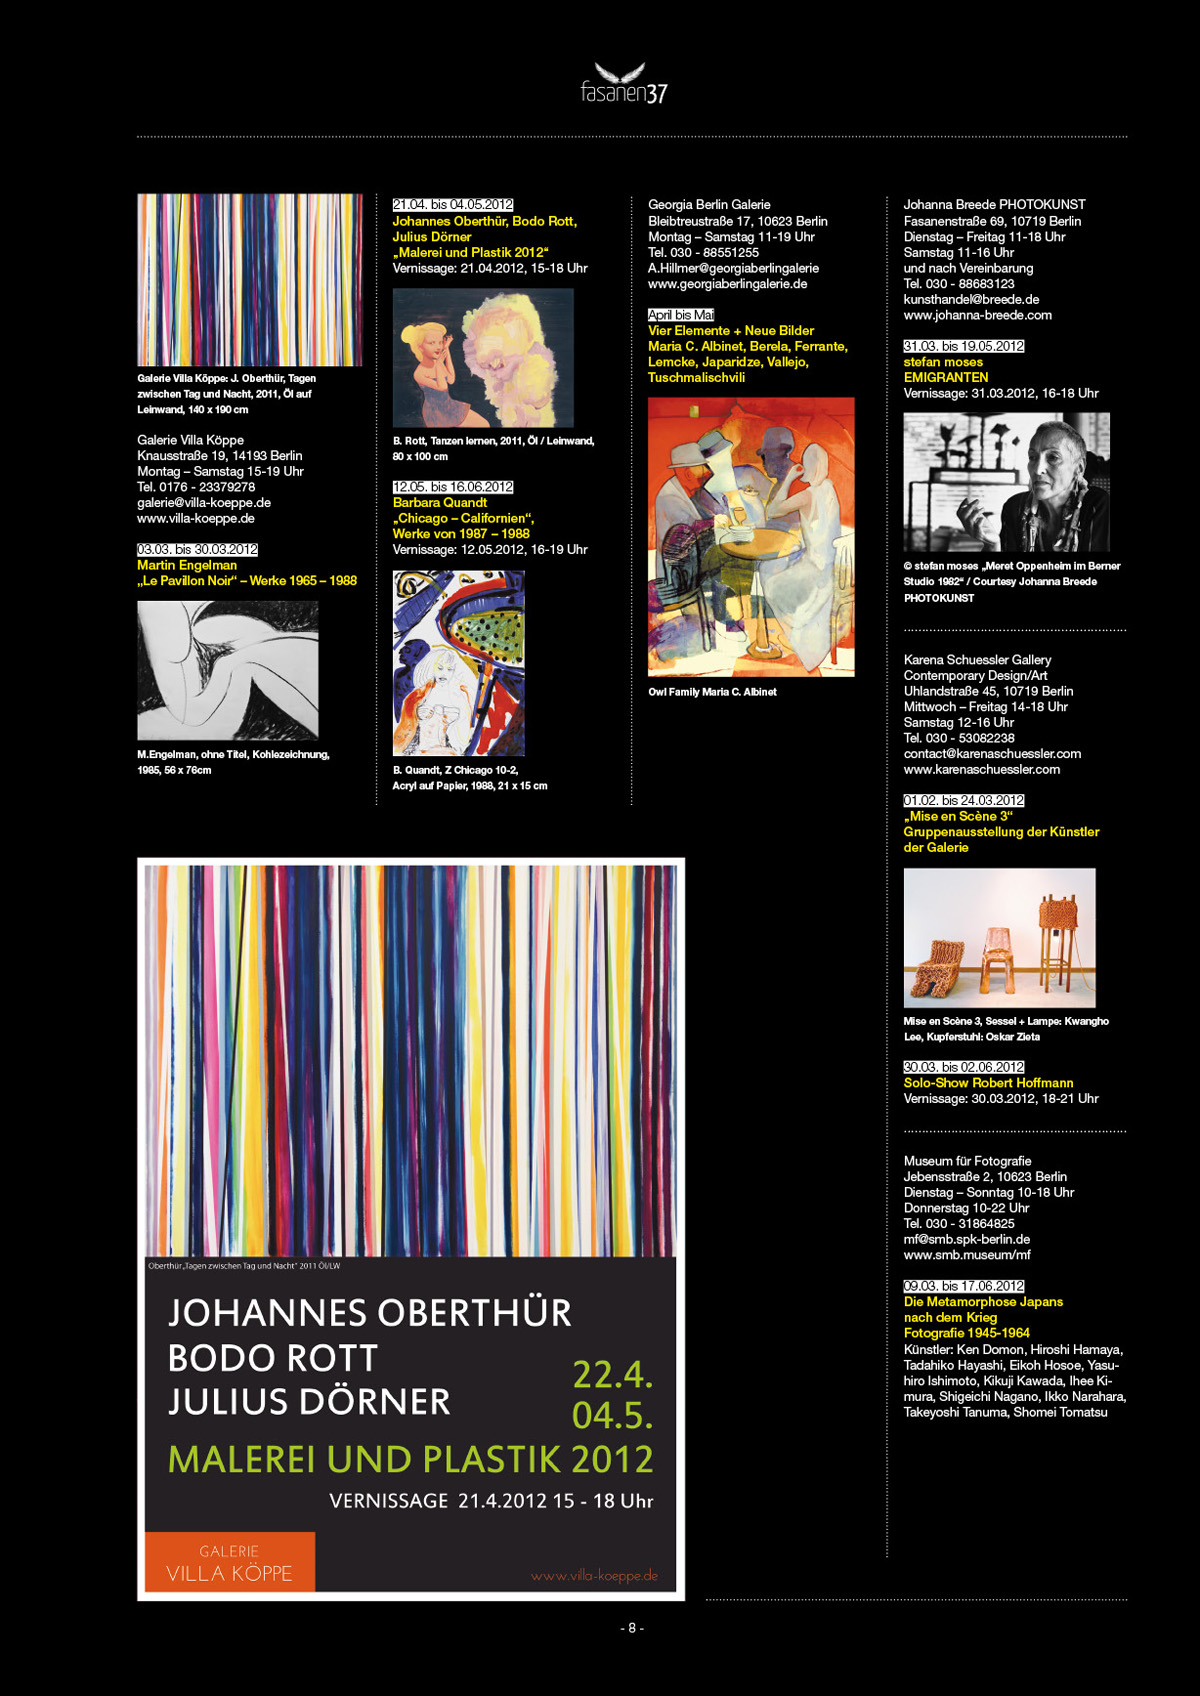 fasanen37
Galerie Villa Köppe: J. Oberthür, Tagen
zwischen Tag und Nacht, 2011, Öl auf
Leinwand, 140 x 190 cm
Galerie Villa Köppe
Knausstraße 19, 14193 Berlin
Montag – Samstag 15-19 Uhr
Tel. 0176 - 23379278
galerie@villa-koeppe.de
www.villa-koeppe.de
03.03. bis 30.03.2012
Martin Engelman
„Le Pavillon Noir“ – Werke 1965 – 1988
M.Engelman, ohne Titel, Kohlezeichnung,
1985, 56 x 76cm
21.04. bis 04.05.2012
Johannes Oberthür, Bodo Rott,
Julius Dörner
„Malerei und Plastik 2012“
Vernissage: 21.04.2012, 15-18 Uhr
B. Rott, Tanzen lernen, 2011, Öl / Leinwand,
80 x 100 cm
12.05. bis 16.06.2012
Barbara Quandt
„Chicago – Californien“,
Werke von 1987 – 1988
Vernissage: 12.05.2012, 16-19 Uhr
B. Quandt, Z Chicago 10-2,
Acryl auf Papier, 1988, 21 x 15 cm
Georgia Berlin Galerie
Bleibtreustraße 17, 10623 Berlin
Montag – Samstag 11-19 Uhr
Tel. 030 - 88551255
A.Hillmer@georgiaberlingalerie
www.georgiaberlingalerie.de
April bis Mai
Vier Elemente + Neue Bilder
Maria C. Albinet, Berela, Ferrante,
Lemcke, Japaridze, Vallejo,
Tuschmalischvili
Owl Family Maria C. Albinet
Johanna Breede PHOTOKUNST
Fasanenstraße 69, 10719 Berlin
Dienstag – Freitag 11-18 Uhr
Samstag 11-16 Uhr
und nach Vereinbarung
Tel. 030 - 88683123
kunsthandel@breede.de
www.johanna-breede.com
31.03. bis 19.05.2012
stefan moses
EMIGRANTEN
Vernissage: 31.03.2012, 16-18 Uhr
© stefan moses „Meret Oppenheim im Berner
Studio 1982“ / Courtesy Johanna Breede
PHOTOKUNST
Karena Schuessler Gallery
Contemporary Design/Art
Uhlandstraße 45, 10719 Berlin
Mittwoch – Freitag 14-18 Uhr
Samstag 12-16 Uhr
Tel. 030 - 53082238
contact@karenaschuessler.com
www.karenaschuessler.com
01.02. bis 24.03.2012
„Mise en Scène 3“
Gruppenausstellung der Künstler
der Galerie
Mise en Scène 3, Sessel + Lampe: Kwangho
Lee, Kupferstuhl: Oskar Zieta
30.03. bis 02.06.2012
Solo-Show Robert Hoffmann
Vernissage: 30.03.2012, 18-21 Uhr
Museum für Fotografie
Jebensstraße 2, 10623 Berlin
Dienstag – Sonntag 10-18 Uhr
Donnerstag 10-22 Uhr
Tel. 030 - 31864825
mf@smb.spk-berlin.de
www.smb.museum/mf
09.03. bis 17.06.2012
Die Metamorphose Japans
nach dem Krieg
Fotografie 1945-1964
Künstler: Ken Domon, Hiroshi Hamaya,
Tadahiko Hayashi, Eikoh Hosoe, Yasu-
hiro Ishimoto, Kikuji Kawada, Ihee Ki-
mura, Shigeichi Nagano, Ikko Narahara,
Takeyoshi Tanuma, Shomei Tomatsu
Oberthür„Tagen zwischen Tag und Nacht“ 2011 Öl/LW
JOHANNES OBERTHÜR
BODO ROTT
JULIUS DÖRNER
22.4.
04.5.
MALEREI UND PLASTIK 2012
VERNISSAGE 21.4.2012 15 - 18 Uhr
GALERIE
VILLA KÖPPE
www.villa-koeppe.de
- 8 -